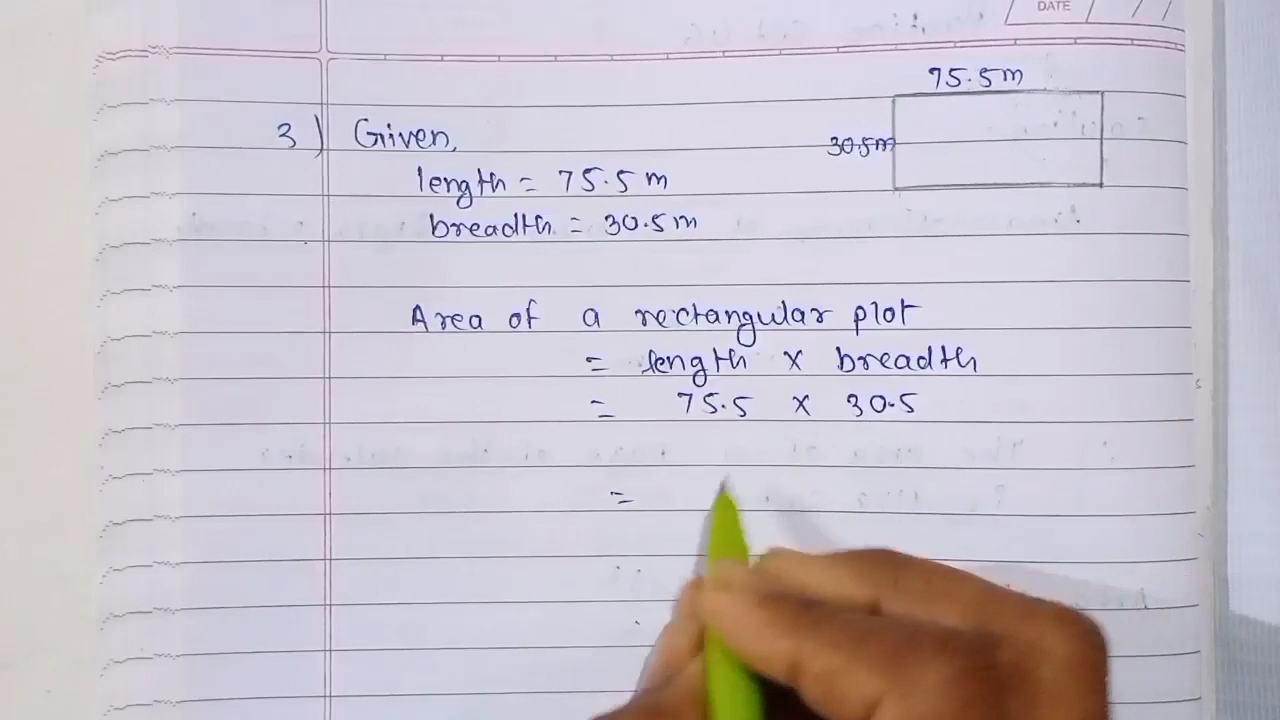 DATE
75.5m
30.5m
3) Given,
length = 75.5 m
breadth = 30.5 m
Area of a rectangular plot
= length × breadth
= 75.5 × 30.5
=